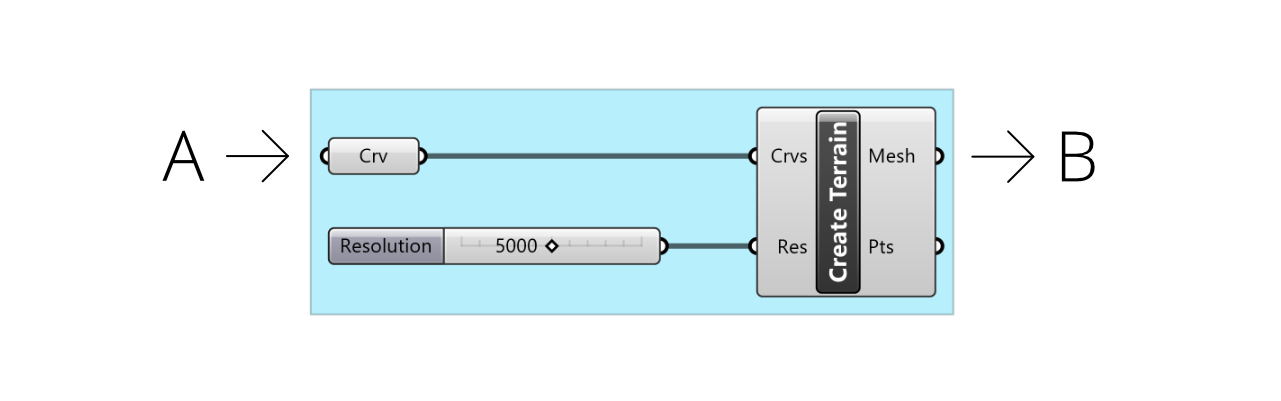 A
Crv
Resolution
5000
Crvs
Res
Create Terrain
Mesh
Pts
B